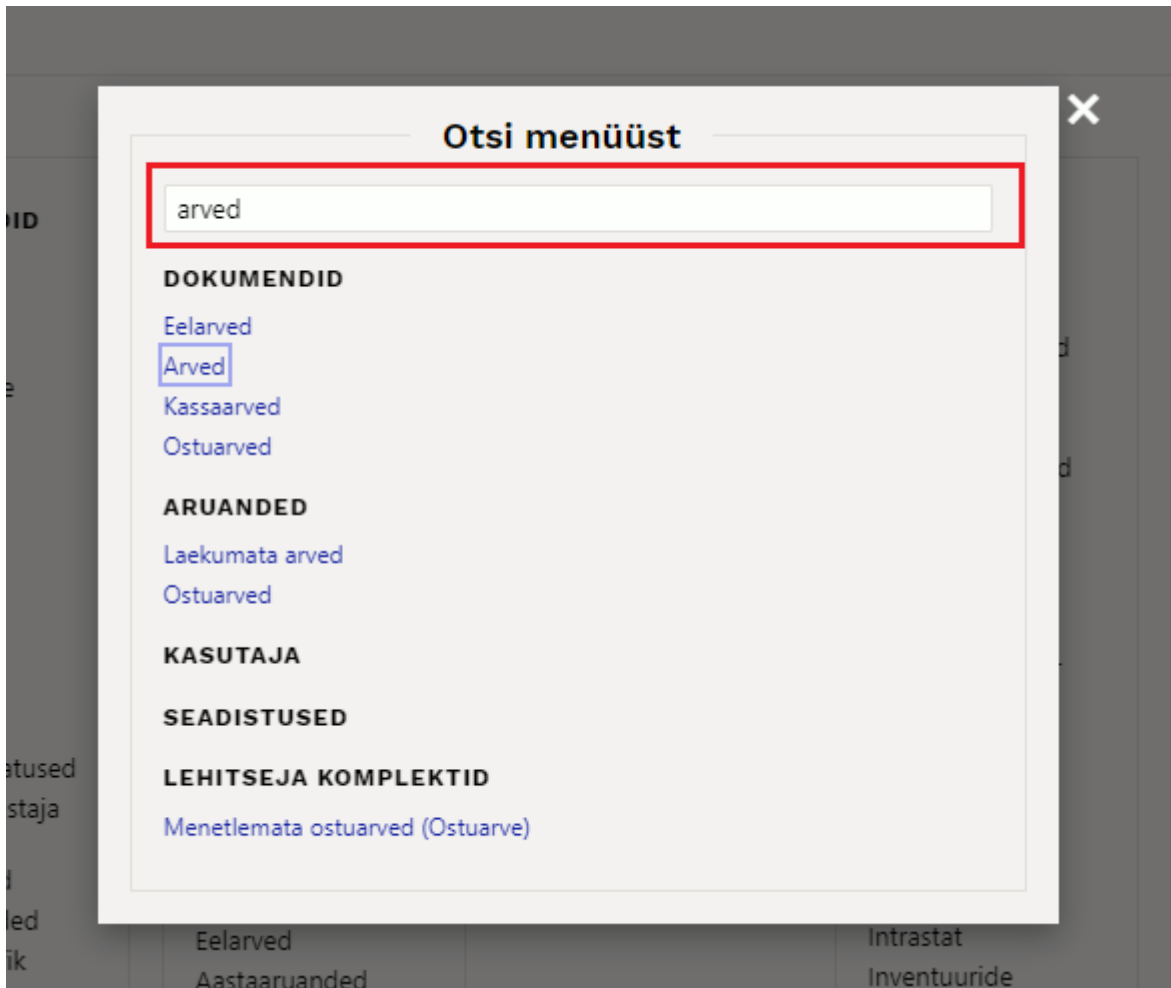 Otsi menüüst
arved
DOKUMENDID
Eelarved
Arved
Kassaarved
Ostuarved
ARUANDED
Laekumata arved
Ostuarved
KASUTAJA
SEADISTUSED
LEHITSEJA KOMPLEKTID
Menetlemata ostuarved (Ostuarve)
Eelarved
Aastaaruanded
Intrastat
Inventuuride